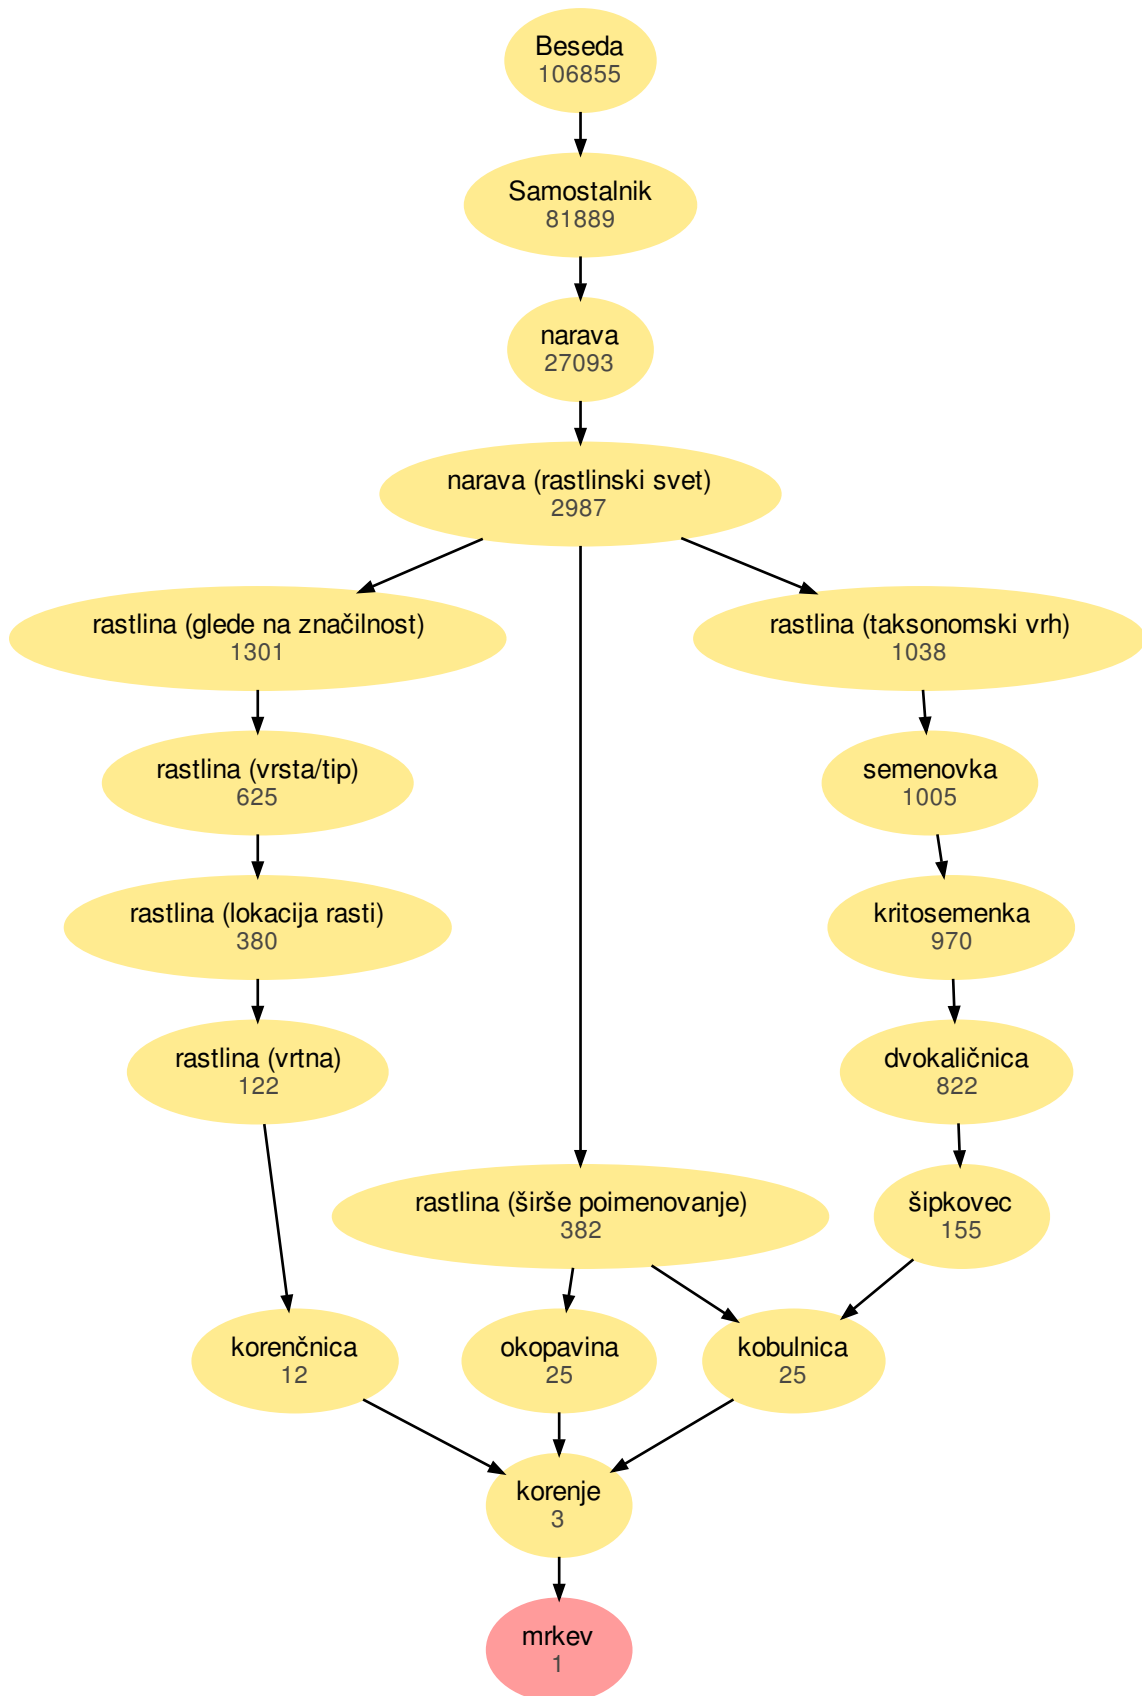 Beseda
106855
Samostalnik
81889
narava
27093
narava (rastlinski svet)
2987
rastlina (glede na značilnost)
1301
rastlina (taksonomski vrh)
1038
rastlina (vrsta/tip)
625
semenovka
1005
rastlina (lokacija rasti)
380
kritosemenka
970
rastlina (vrtna)
122
dvokaličnica
822
rastlina (širše poimenovanje)
382
šipkovec
155
korenčnica
12
okopavina
25
kobulnica
25
korenje
3
mrkev
1